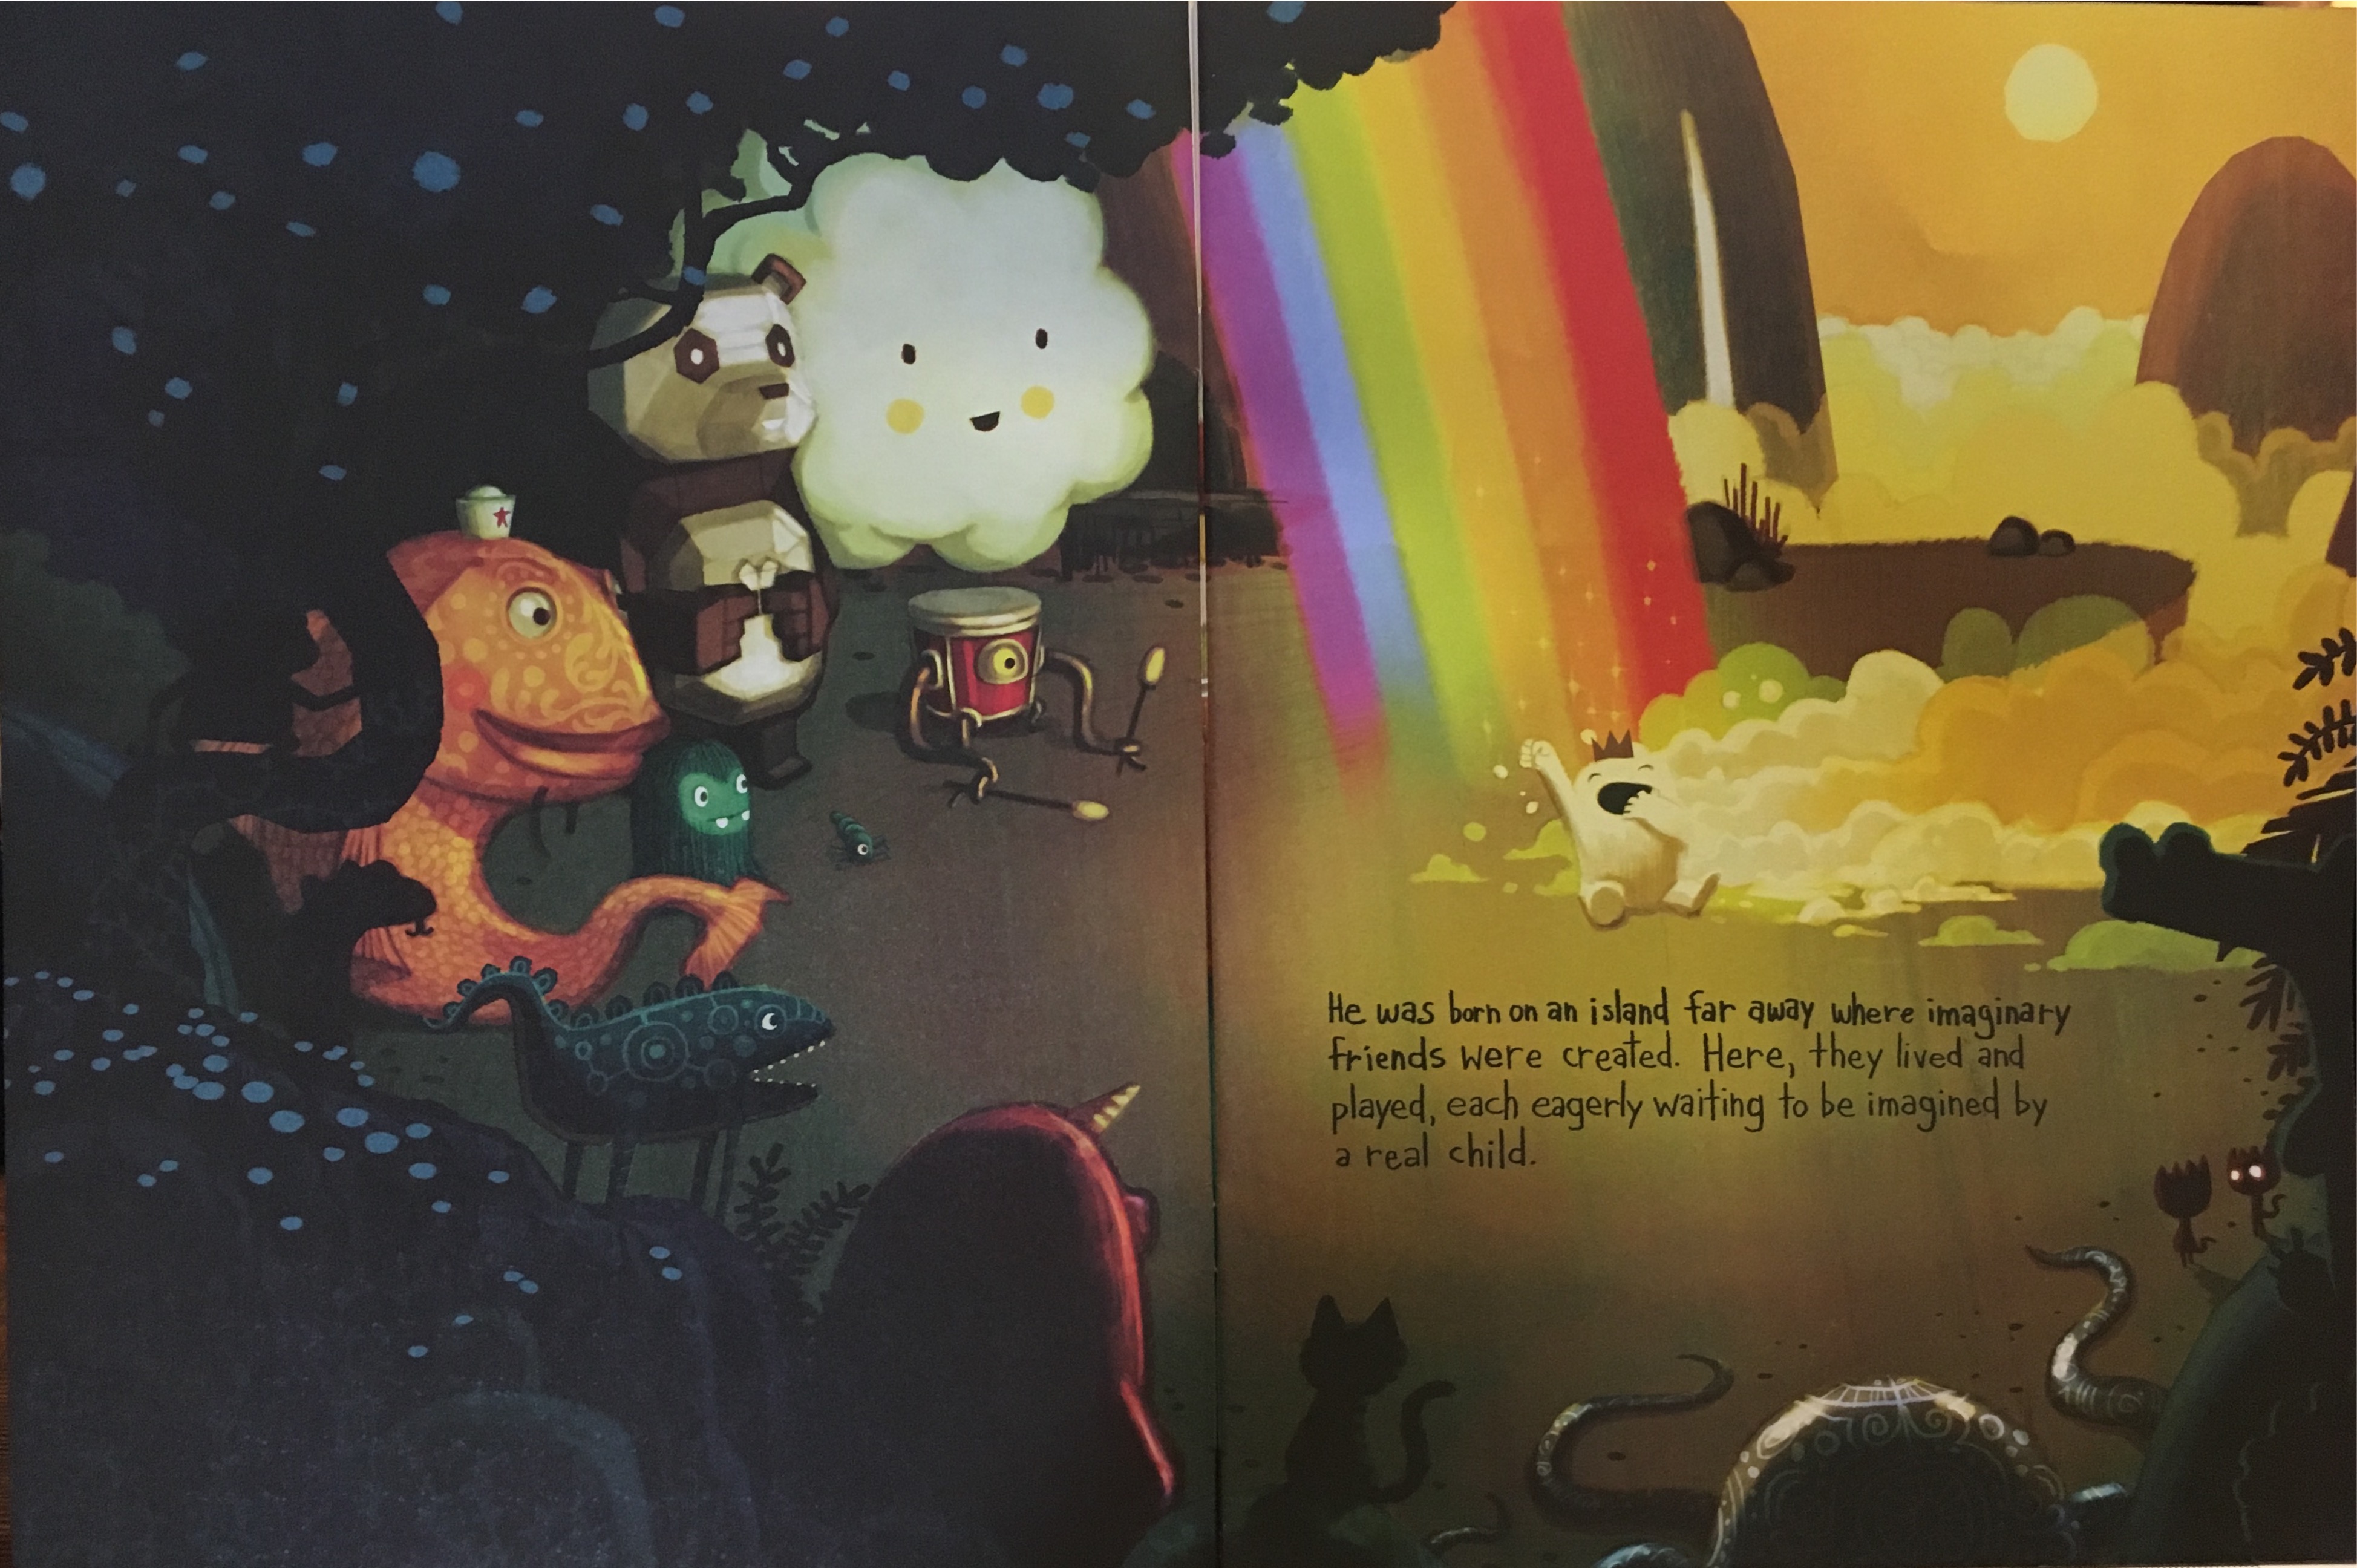 He was born on an island far away where imaginary
friends were created. Here, they lived and
played, each eagerly waiting to be imagined by
a real child.